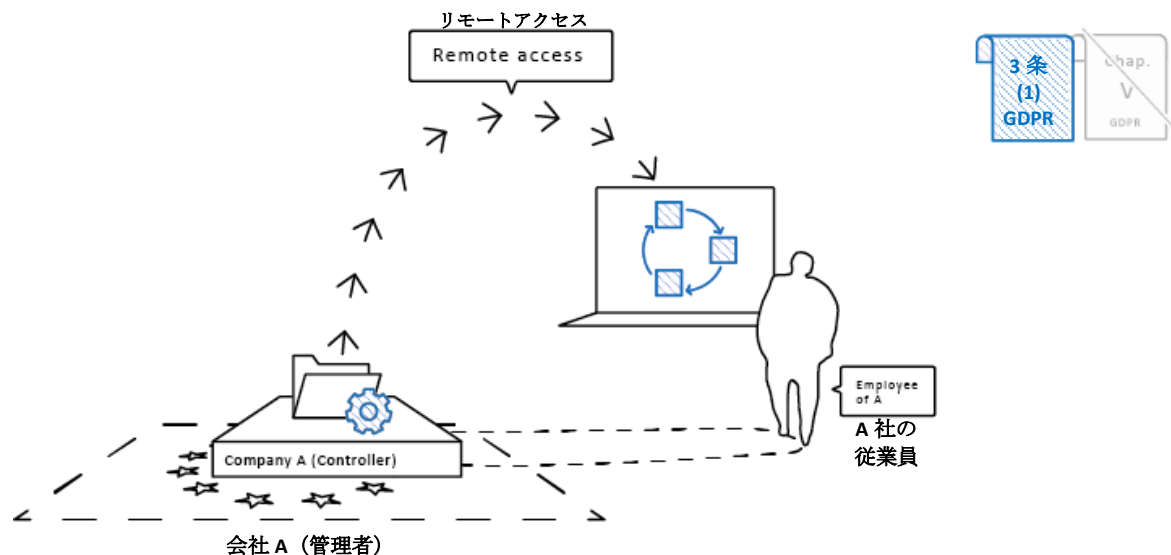 リモートアクセス
Remote access
3 条
(1)
GDPR
Chap.
V
GDPR
Employee
of A
A 社の
従業員
Company A (Controller)
会社 A（管理者）